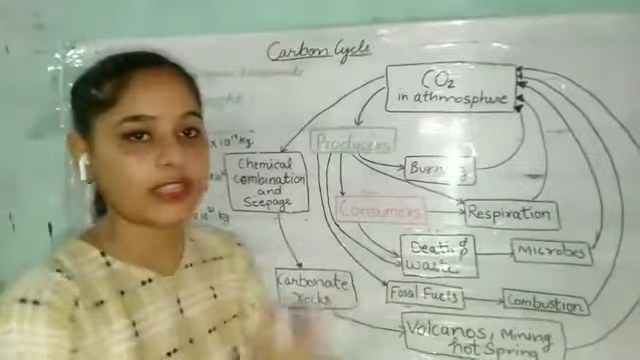 Carbon Cycle
CO2
in athmosphere
Producers
Chemical
Combination
and
Seepage
Burning
Consumers
Respiration
Death &
Waste
Microbes
Carbonate
rocks
Fossil Fuels
Combustion
Volcanos, Mining
hot Spring